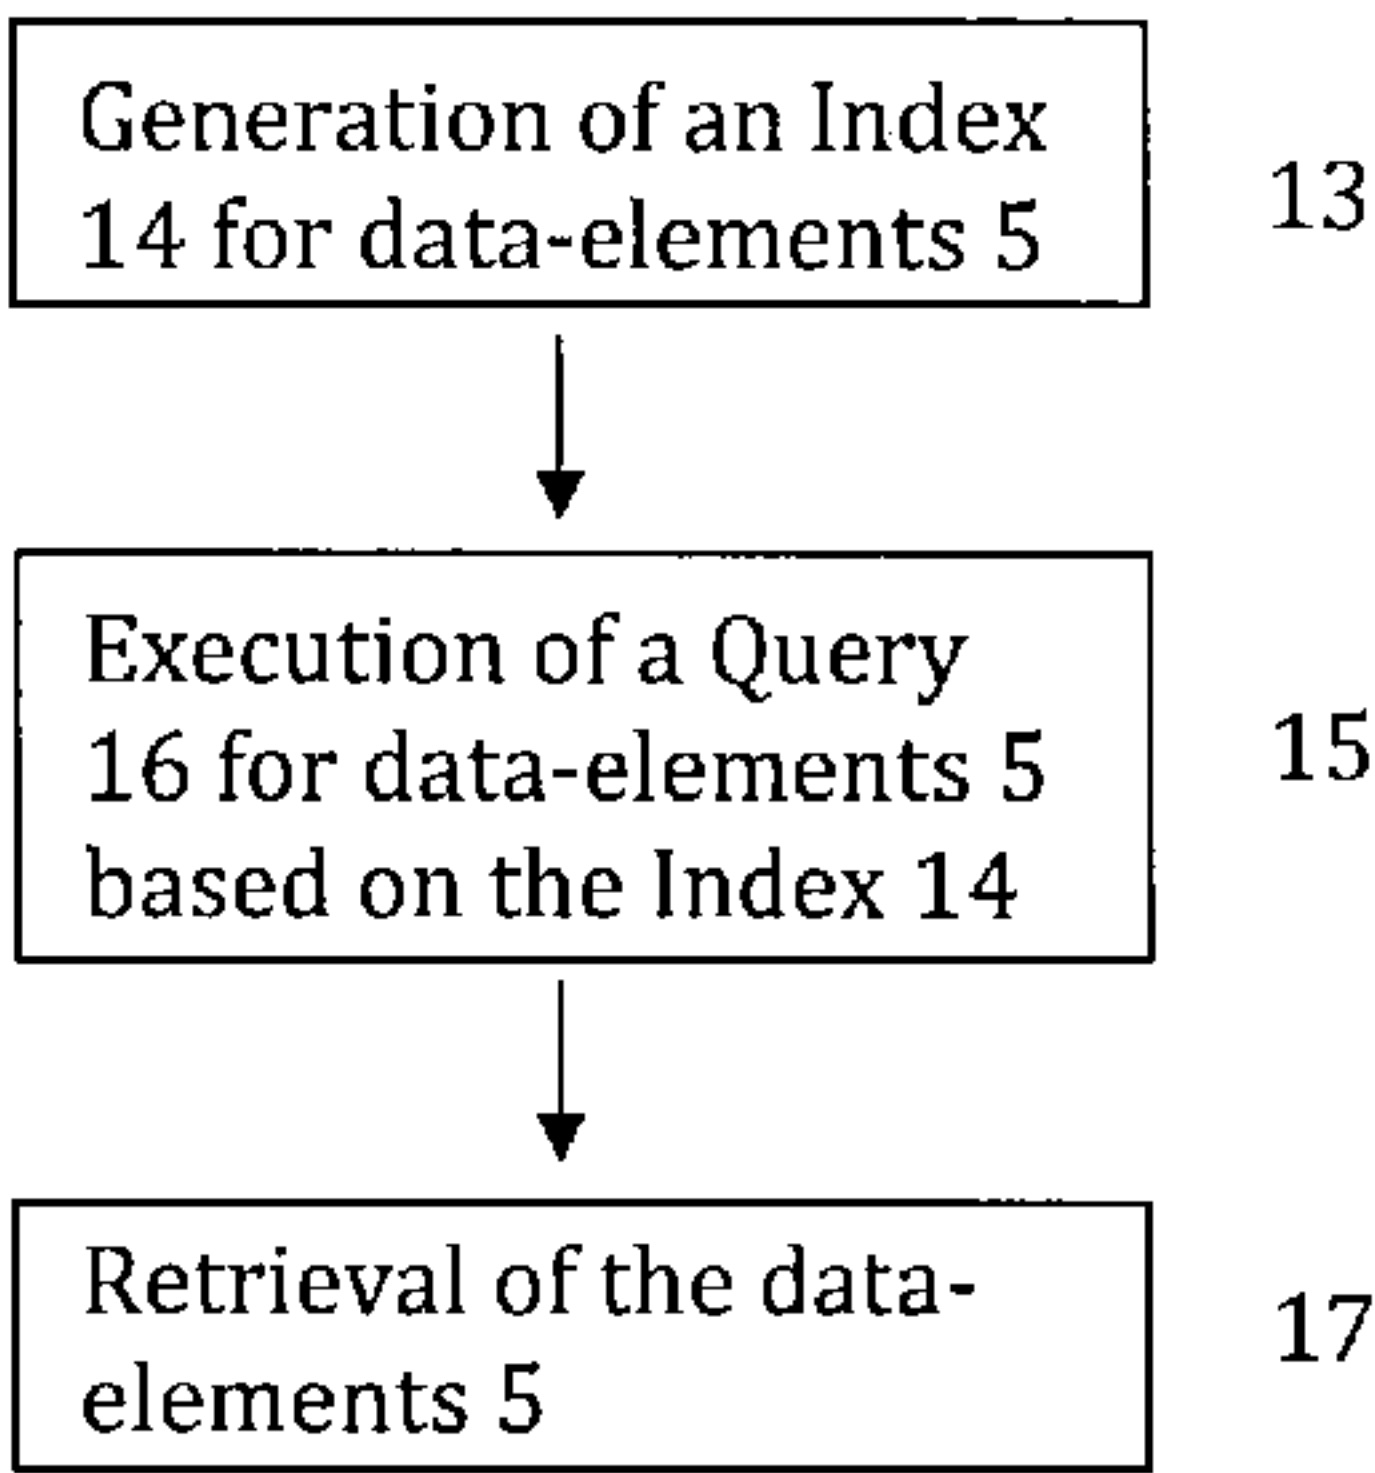 Generation of an Index
14 for data-elements 5
13
Execution of a Query
16 for data-elements 5
based on the Index 14
15
Retrieval of the data-
elements 5
17